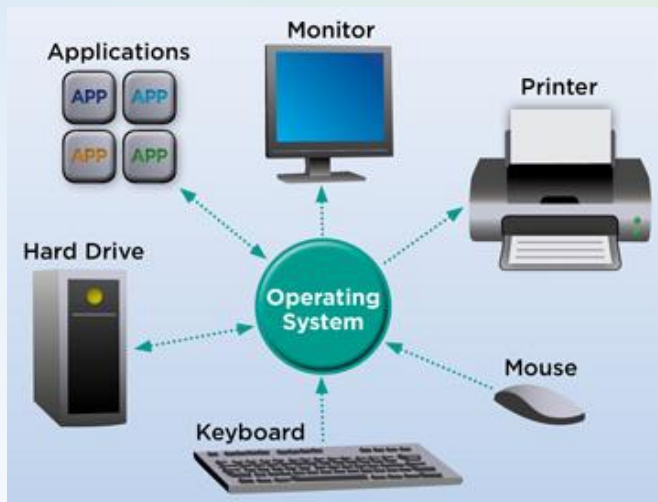 Monitor
Applications
APP APP
APP APP
Printer
Hard Drive
Operating
System
Mouse
Keyboard